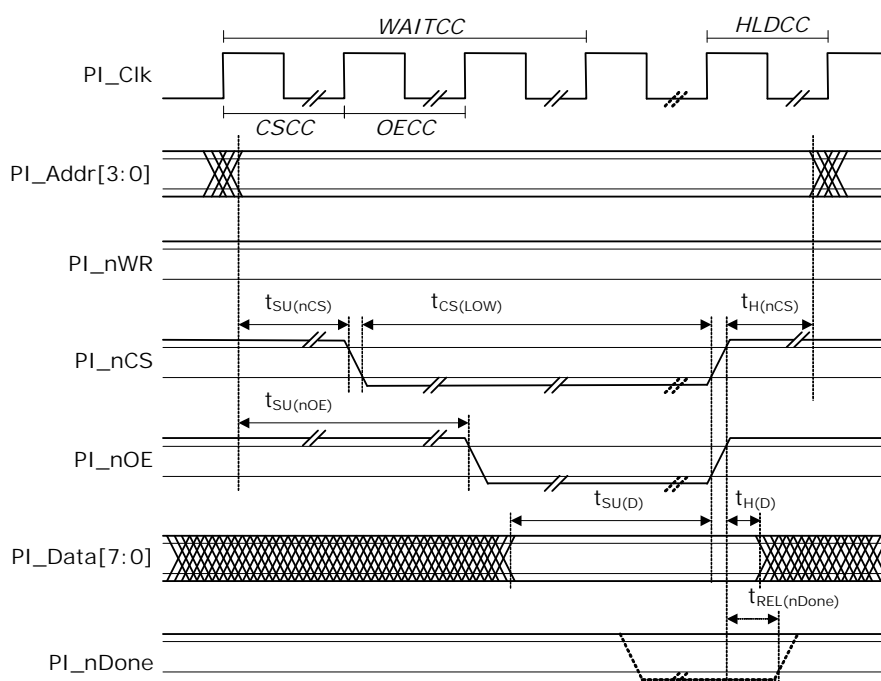 WAITCC HLDCC
PI_Clk
CSCC OECC
PI_Addr[3:0]
PI_nWR
tSU(nCS) tCS(LOW) tH(nCS)
PI_nCS
tSU(nOE)
PI_nOE
tSU(D) tH(D)
PI_Data[7:0]
tREL(nDone)
PI_nDone